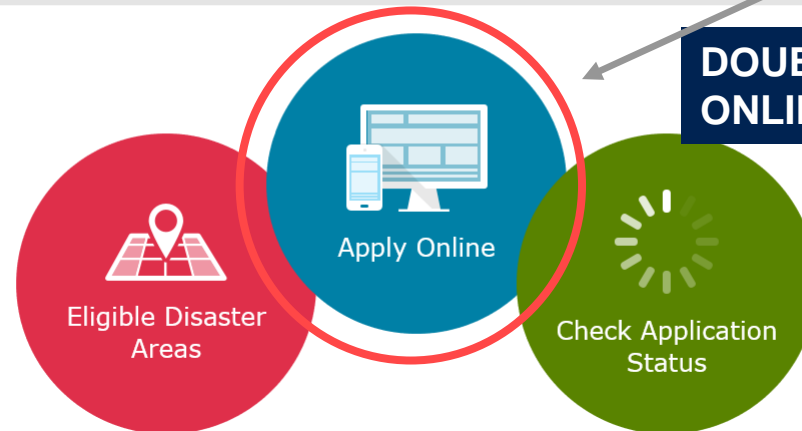 Apply Online
Eligible Disaster
Areas
Check Application
Status